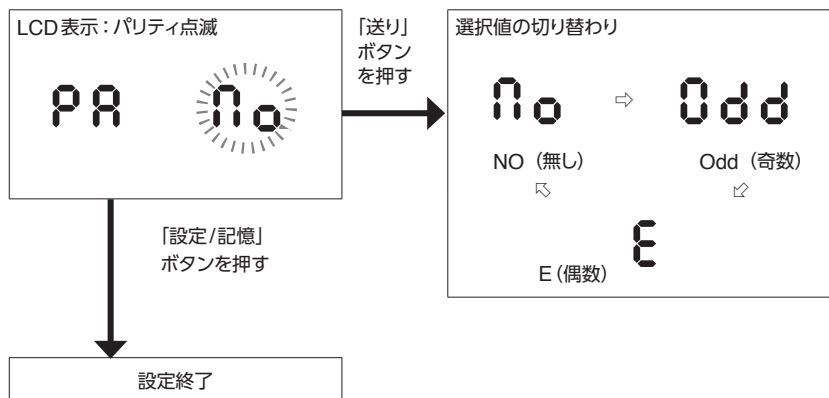 LCD表示：パリティ点滅
PA no
「送り」
ボタン
を押す
選択値の切り替わり
no ⇨ Odd
NO（無し）
Odd（奇数）
E
E（偶数）
「設定/記憶」
ボタンを押す
設定終了